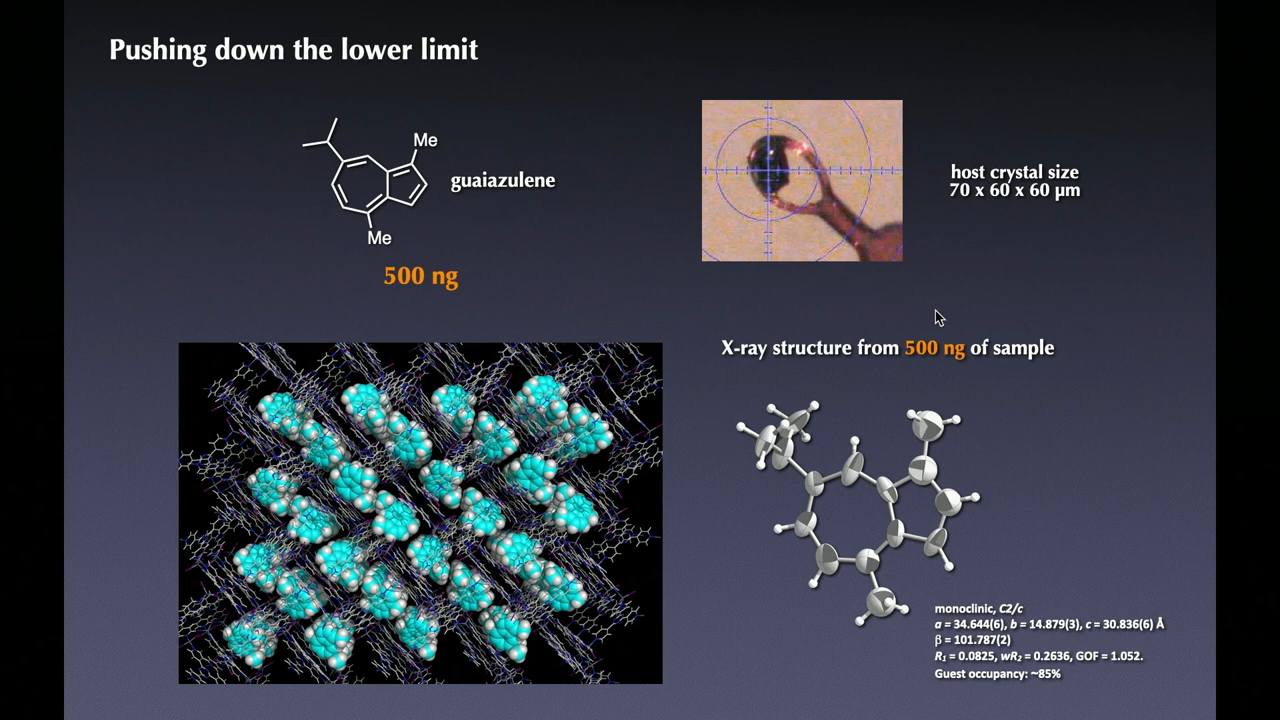 Pushing down the lower limit
Me
guaiazulene
Me
500 ng
host crystal size
70 x 60 x 60 μm
X-ray structure from 500 ng of sample
monoclinic, C2/c
a = 34.644(6), b = 14.879(3), c = 30.836(6) Å
β = 101.787(2)
R₁ = 0.0825, wR₂ = 0.2636, GOF = 1.052.
Guest occupancy: ~85%